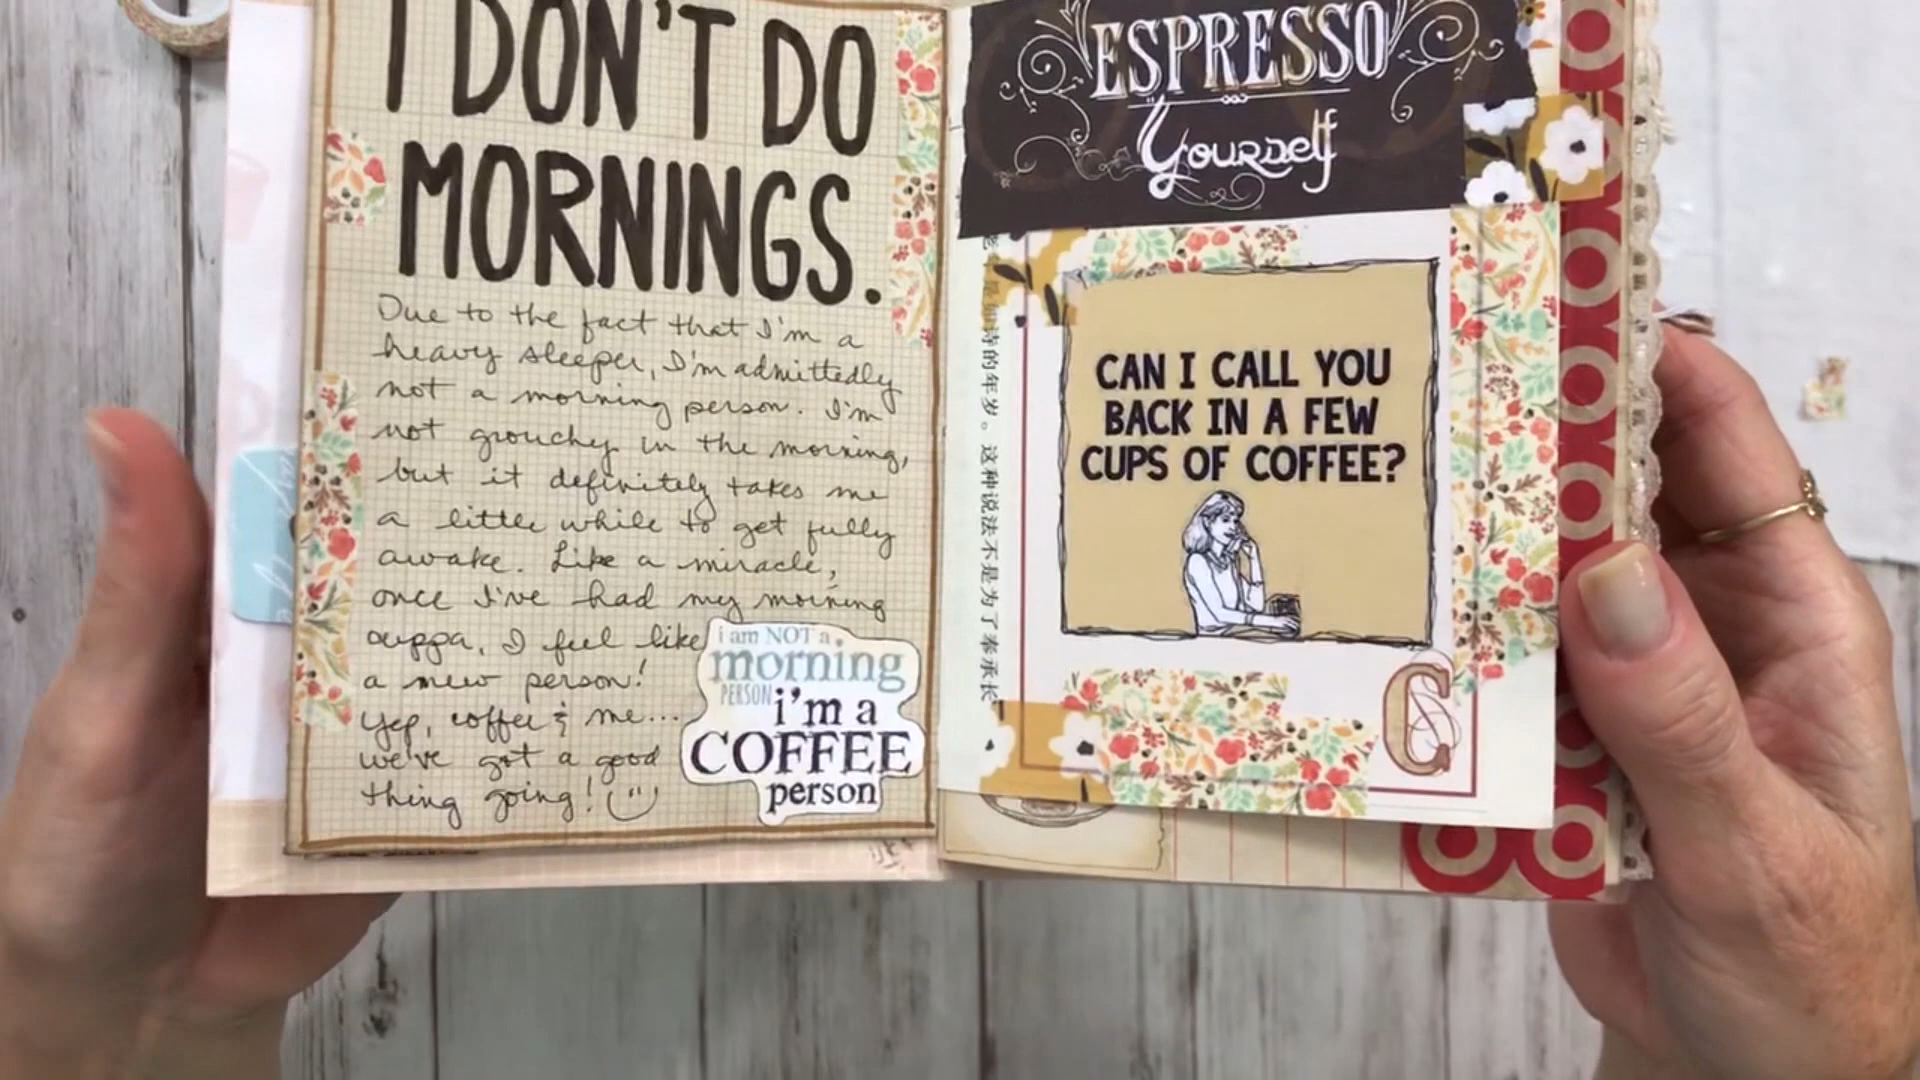 I DON'T DO
MORNINGS.
Due to the fact that I'm a
heavy sleeper, I'm admittedly
not a morning person. I'm
not grouchy in the morning,
but it definitely takes me
a little while to get fully
awake. Like a miracle,
once I've had my morning
cuppa, I feel like
a new person!
Yep, coffee & me...
we've got a good
thing going!
i am NOT a
morning
PERSON i'm a
COFFEE
person
ESPRESSO
Yourself
的年岁。这种说法不是为了奉承长
CAN I CALL YOU
BACK IN A FEW
CUPS OF COFFEE?
C